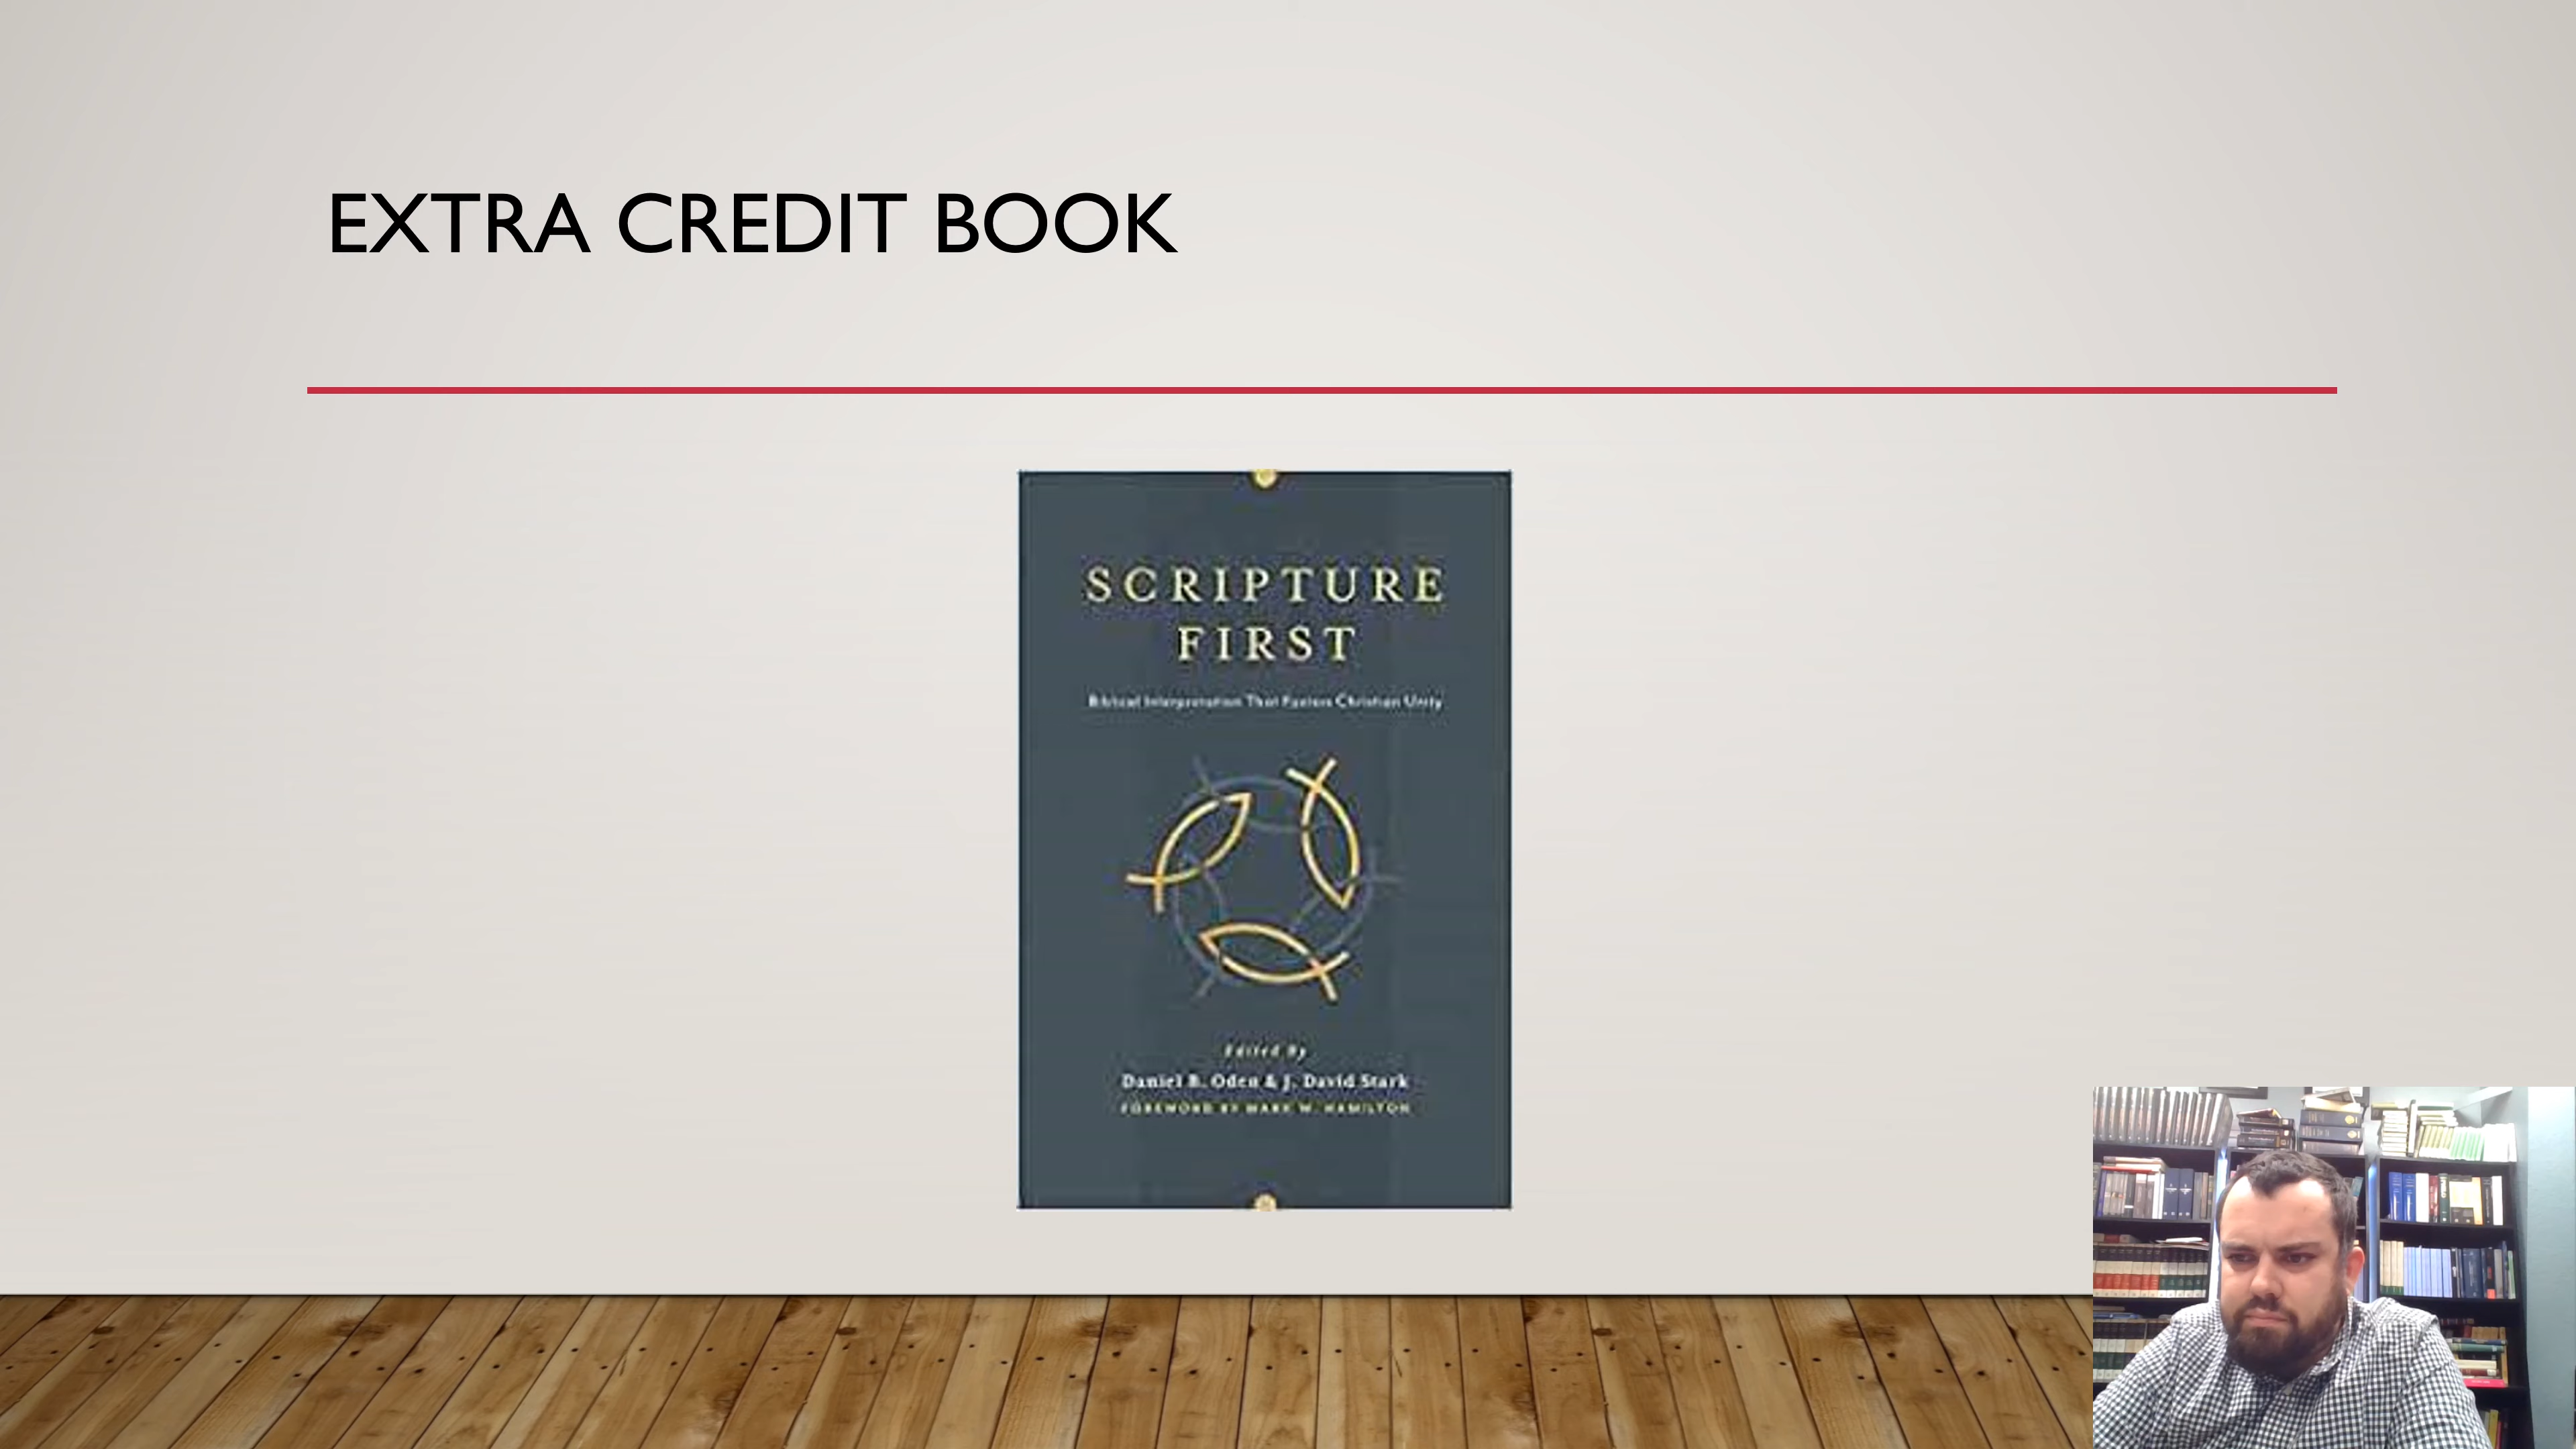 EXTRA CREDIT BOOK
SCRIPTURE
FIRST
Biblical Interpretation That Fosters Christian Unity
Edited By
Daniel B. Oden & J. David Stark
FOREWORD BY MARK W. HAMILTON